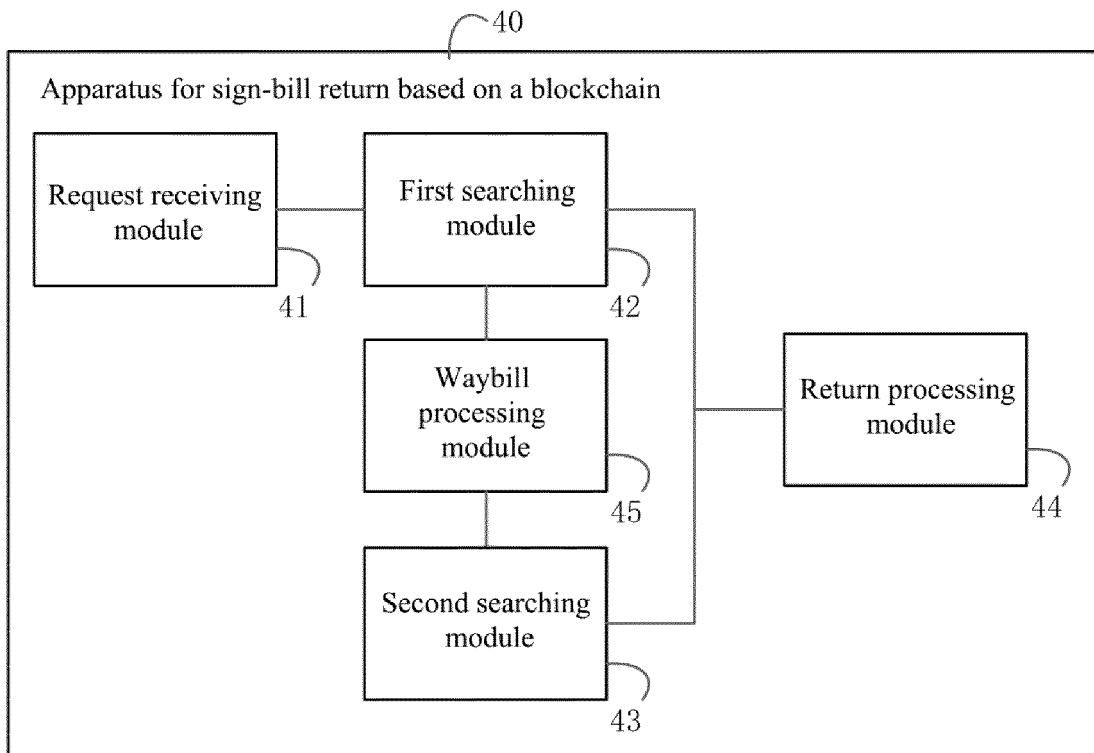 40
Apparatus for sign-bill return based on a blockchain
Request receiving
module
41
First searching
module
42
Waybill
processing
module
45
Second searching
module
43
Return processing
module
44